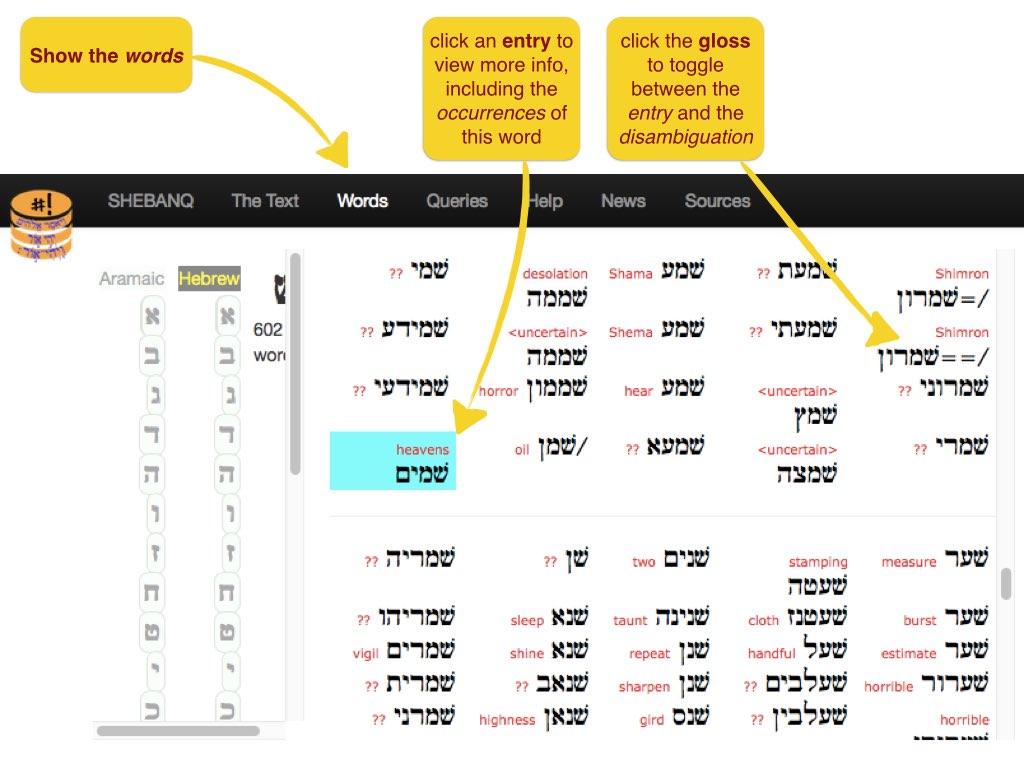 Show the words
click an entry to
view more info,
including the
occurrences of
this word
click the gloss
to toggle
between the
entry and the
disambiguation
#!
SHEBANQ The Text Words Queries Help News Sources
Aramaic Hebrew
א א
ב ב
ג ג
ד ד
ה ה
ו ו
ז ז
ח ח
ט ט
י י
כ כ
ש
602
?? שמי
?? שמידע
?? שמידעי
heavens
שמים
desolation
שממה
<uncertain>
שממה
horror שממון
oil שמן/
Shama שמע
Shema שמע
hear שמע
?? שמעא
?? שמעת
?? שמעתי
<uncertain>
שמץ
<uncertain>
שמצה
Shimron
שמרון=/
Shimron
שמרון==/
?? שמרוני
?? שמרי
?? שמריה
?? שמריהו
vigil שמרים
?? שמרית
?? שמרני
?? שן
sleep שנא
shine שנא
?? שנאב
highness שנאן
two שנים
taunt שנינה
repeat שנן
sharpen שנן
gird שנס
stamping
שעטה
cloth שעטנז
handful שעל
?? שעלבים
?? שעלבין
measure שער
burst שער
estimate שער
horrible שערור
horrible